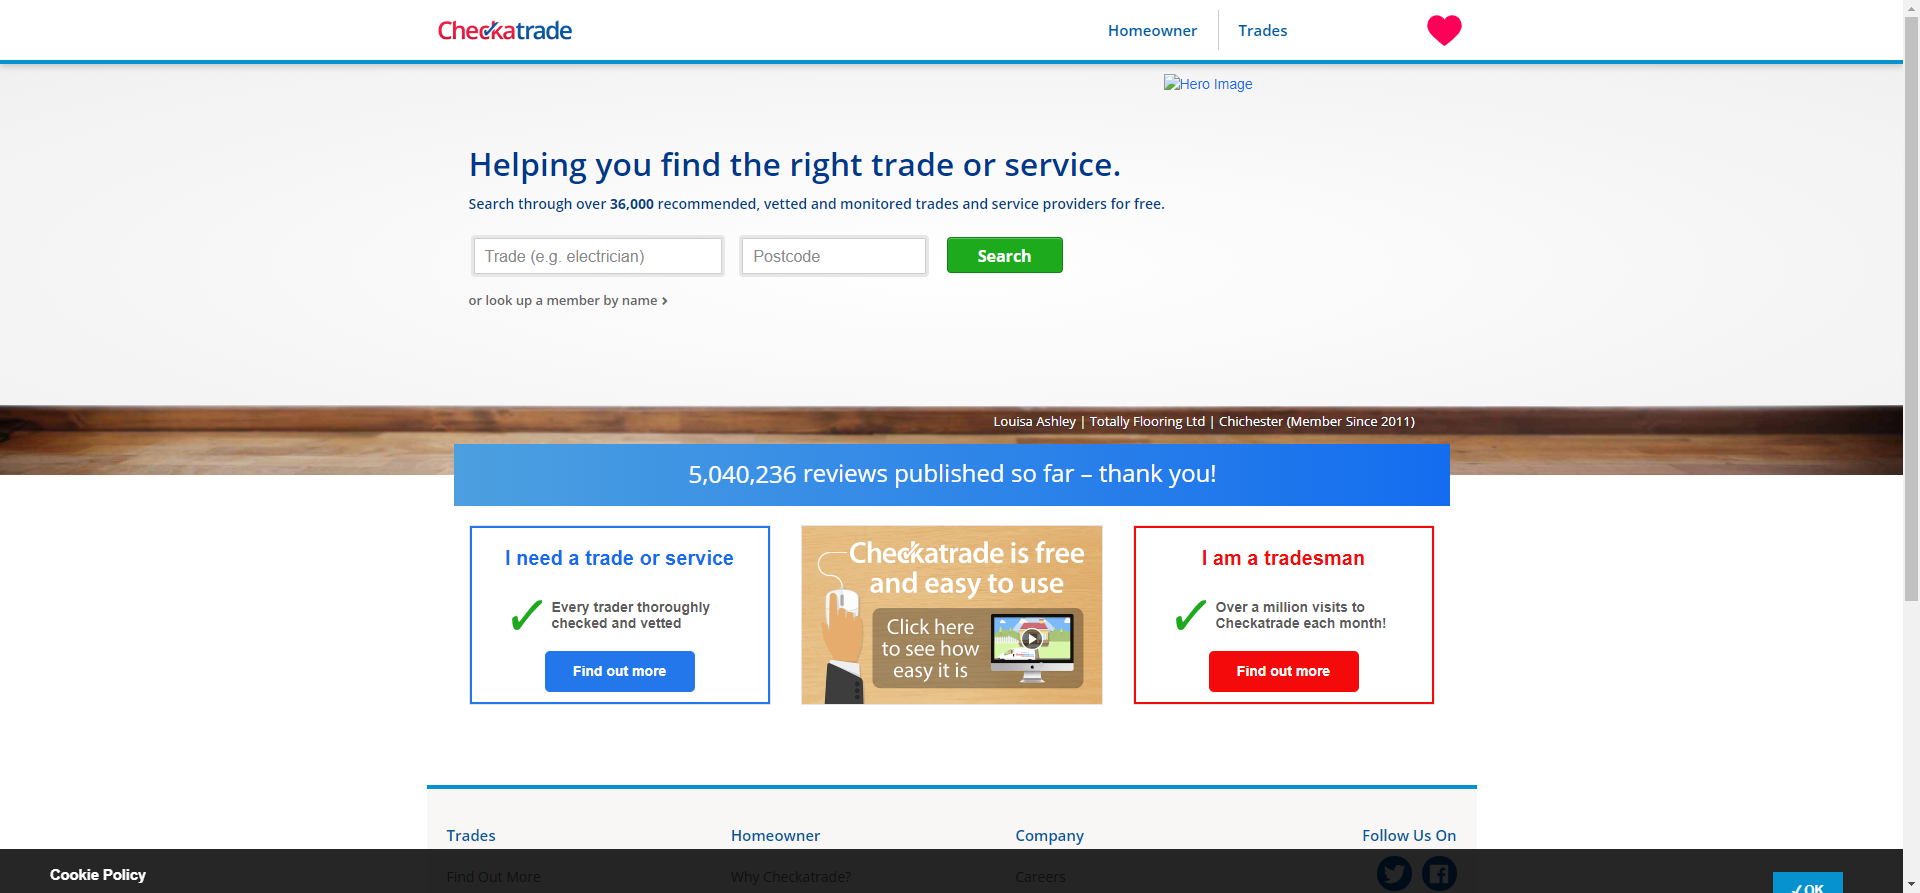 Checkatrade
Homeowner
Trades
Hero Image
Helping you find the right trade or service.
Search through over 36,000 recommended, vetted and monitored trades and service providers for free.
Trade (e.g. electrician)
Postcode
Search
or look up a member by name
Louisa Ashley | Totally Flooring Ltd | Chichester (Member Since 2011)
5,040,236 reviews published so far – thank you!
I need a trade or service
Every trader thoroughly
checked and vetted
Find out more
Checkatrade is free
and easy to use
Click here
to see how
easy it is
I am a tradesman
Over a million visits to
Checkatrade each month!
Find out more
Trades
Homeowner
Company
Follow Us On
Find Out More
Why Checkatrade?
Careers
Cookie Policy
✓OK